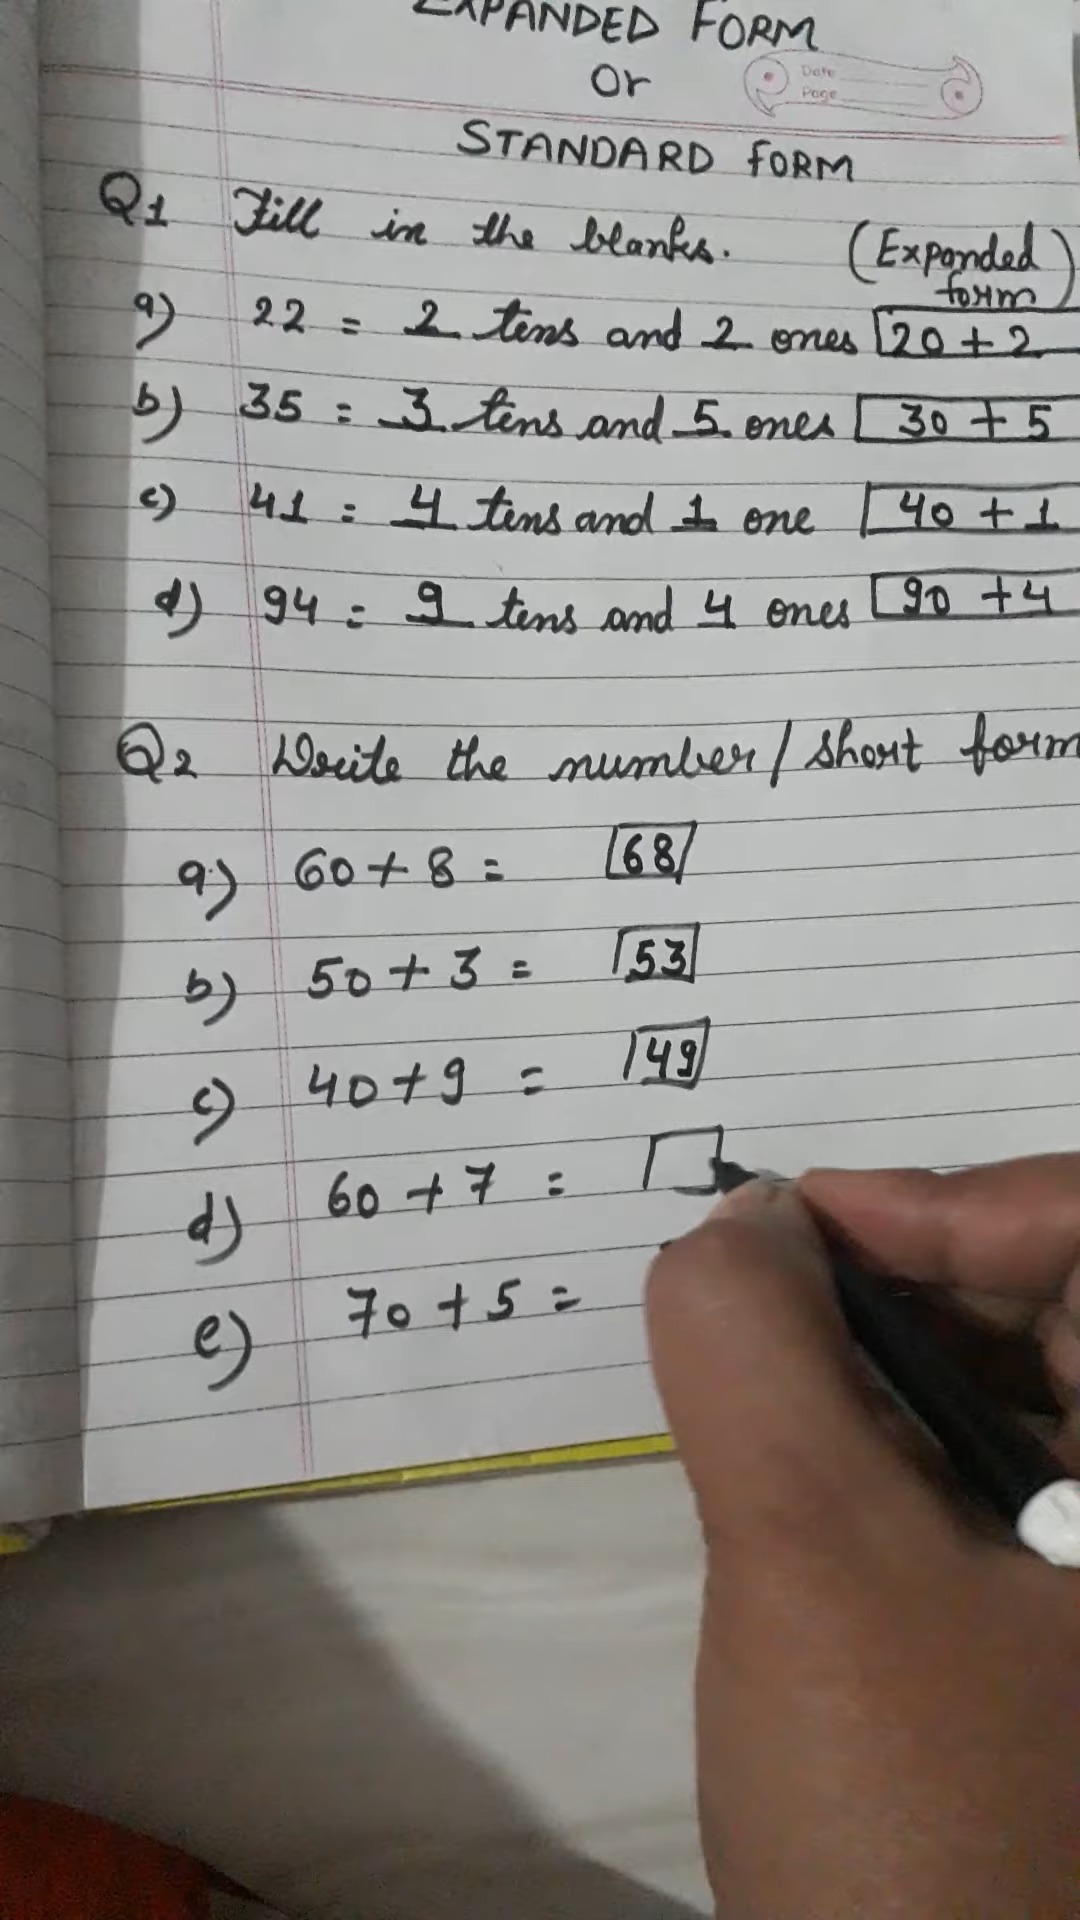 EXPANDED FORM
Or
Date
Page
STANDARD FORM
Q1 Fill in the blanks. (Expanded form)
a) 22 = 2 tens and 2 ones 20 + 2
b) 35 = 3 tens and 5 ones 30 + 5
c) 41 = 4 tens and 1 one 40 + 1
d) 94 = 9 tens and 4 ones 90 + 4
Q2 Write the number/short form
a) 60 + 8 = 68
b) 50 + 3 = 53
c) 40 + 9 = 49
d) 60 + 7 =
e) 70 + 5 =